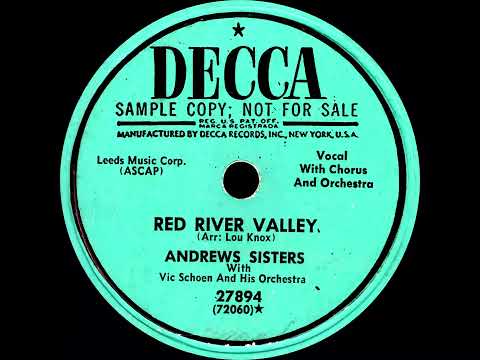 DECCA
SAMPLE COPY; NOT FOR SALE
REG. U.S. PAT. OFF.
MARCA REGISTRADA
MANUFACTURED BY DECCA RECORDS, INC., NEW YORK, U.S.A.
Leeds Music Corp.
(ASCAP)
Vocal
With Chorus
And Orchestra
RED RIVER VALLEY
(Arr: Lou Knox)
ANDREWS SISTERS
With
Vic Schoen And His Orchestra
27894
(72060)★